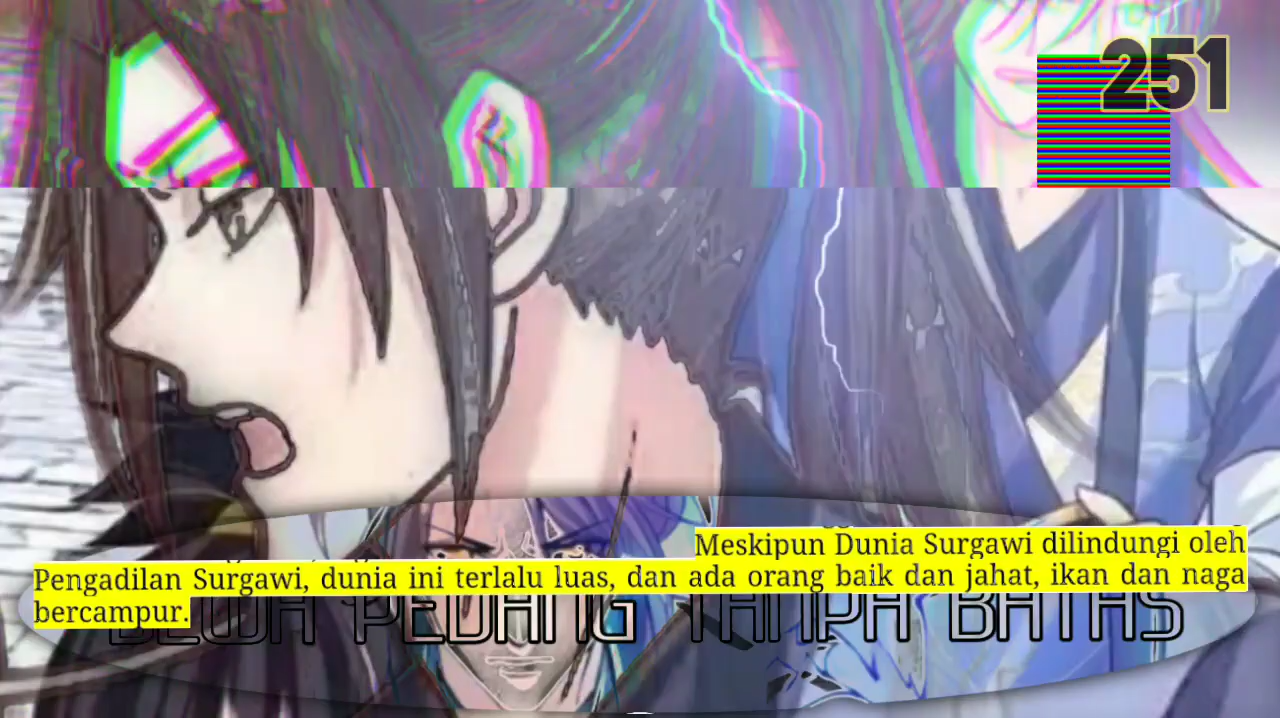 251
Meskipun Dunia Surgawi dilindungi oleh
Pengadilan Surgawi, dunia ini terlalu luas, dan ada orang baik dan jahat, ikan dan naga
bercampur.
DEWA PEDANG TANPA BATAS